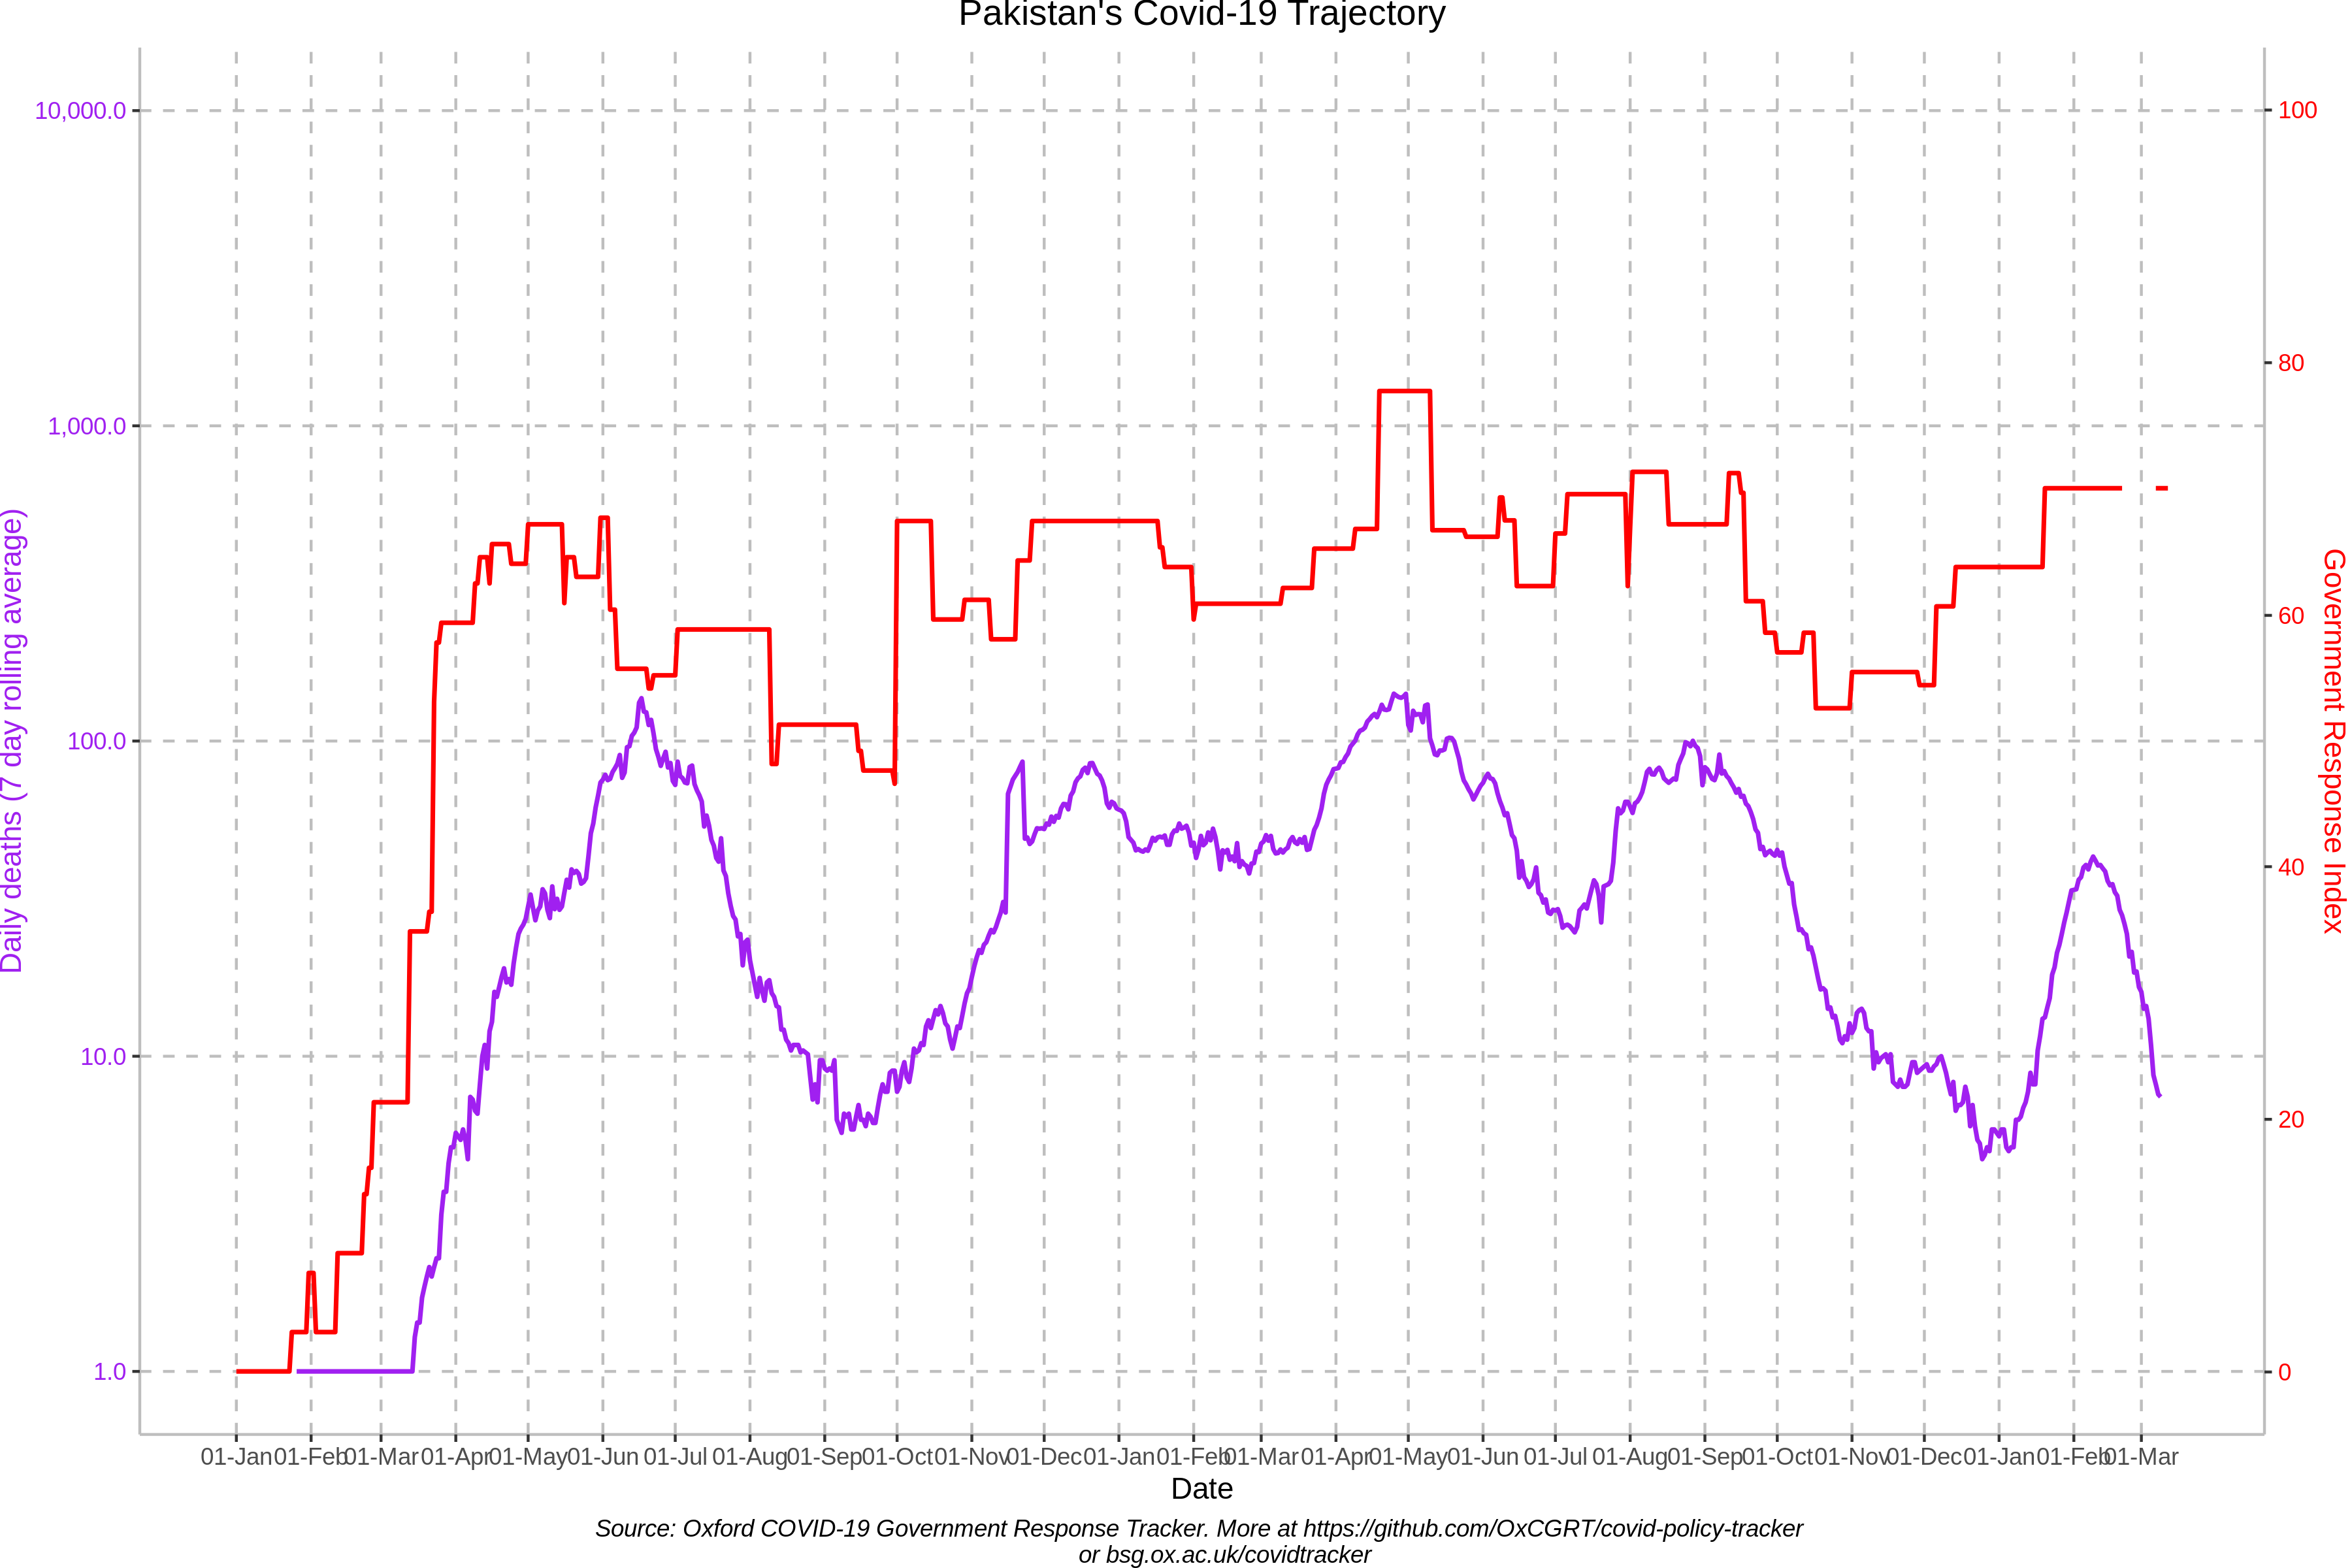 Pakistan's Covid-19 Trajectory
10,000.0
1,000.0
100.0
10.0
1.0
Daily deaths (7 day rolling average)
100
80
60
40
20
0
Government Response Index
01-Jan 01-Feb 01-Mar 01-Apr 01-May 01-Jun 01-Jul 01-Aug 01-Sep 01-Oct 01-Nov 01-Dec 01-Jan 01-Feb 01-Mar 01-Apr 01-May 01-Jun 01-Jul 01-Aug 01-Sep 01-Oct 01-Nov 01-Dec 01-Jan 01-Feb 01-Mar
Date
Source: Oxford COVID-19 Government Response Tracker. More at https://github.com/OxCGRT/covid-policy-tracker
or bsg.ox.ac.uk/covidtracker